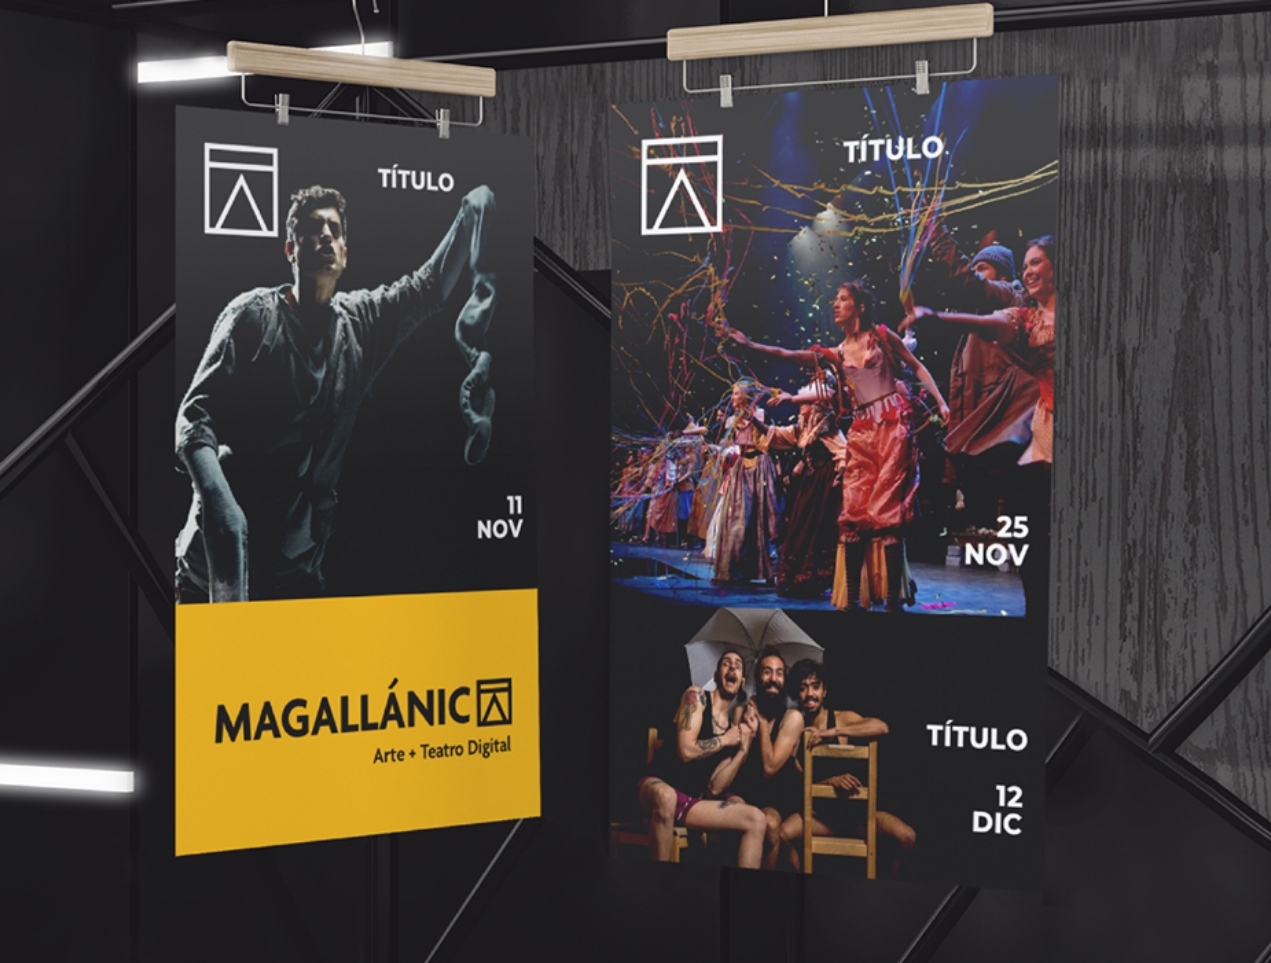 TÍTULO
11
NOV
MAGALLÁNIC
Arte + Teatro Digital
TÍTULO
25
NOV
TÍTULO
12
DIC